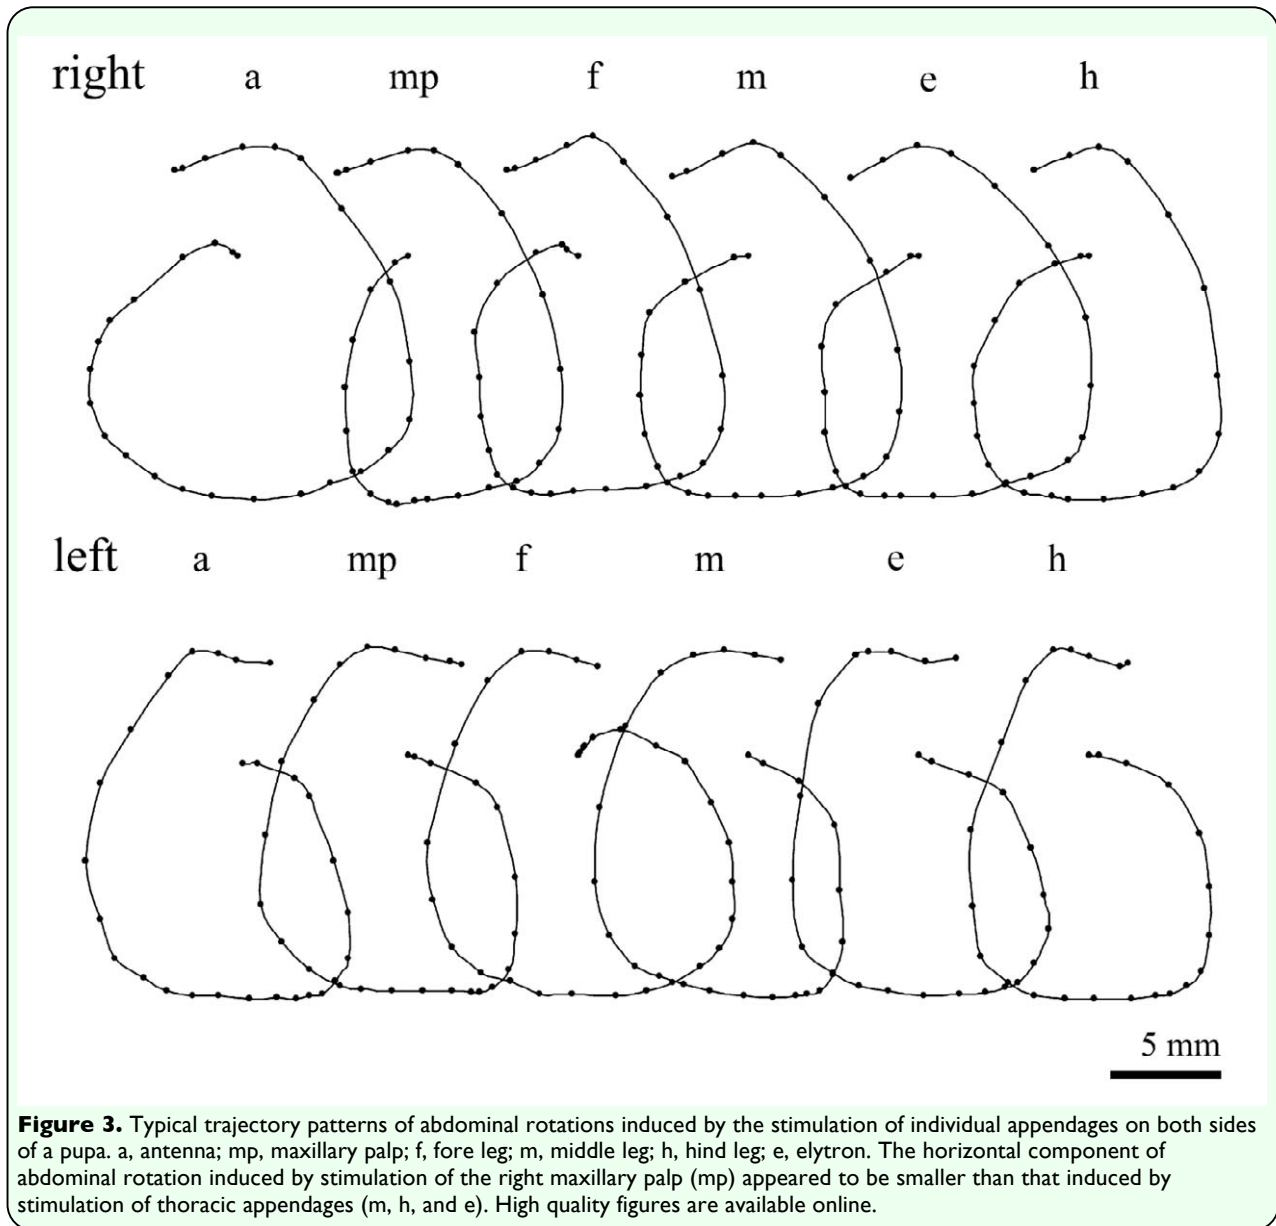 right a mp f m e h
left a mp f m e h
5 mm
Figure 3. Typical trajectory patterns of abdominal rotations induced by the stimulation of individual appendages on both sides
of a pupa. a, antenna; mp, maxillary palp; f, fore leg; m, middle leg; h, hind leg; e, elytron. The horizontal component of
abdominal rotation induced by stimulation of the right maxillary palp (mp) appeared to be smaller than that induced by
stimulation of thoracic appendages (m, h, and e). High quality figures are available online.